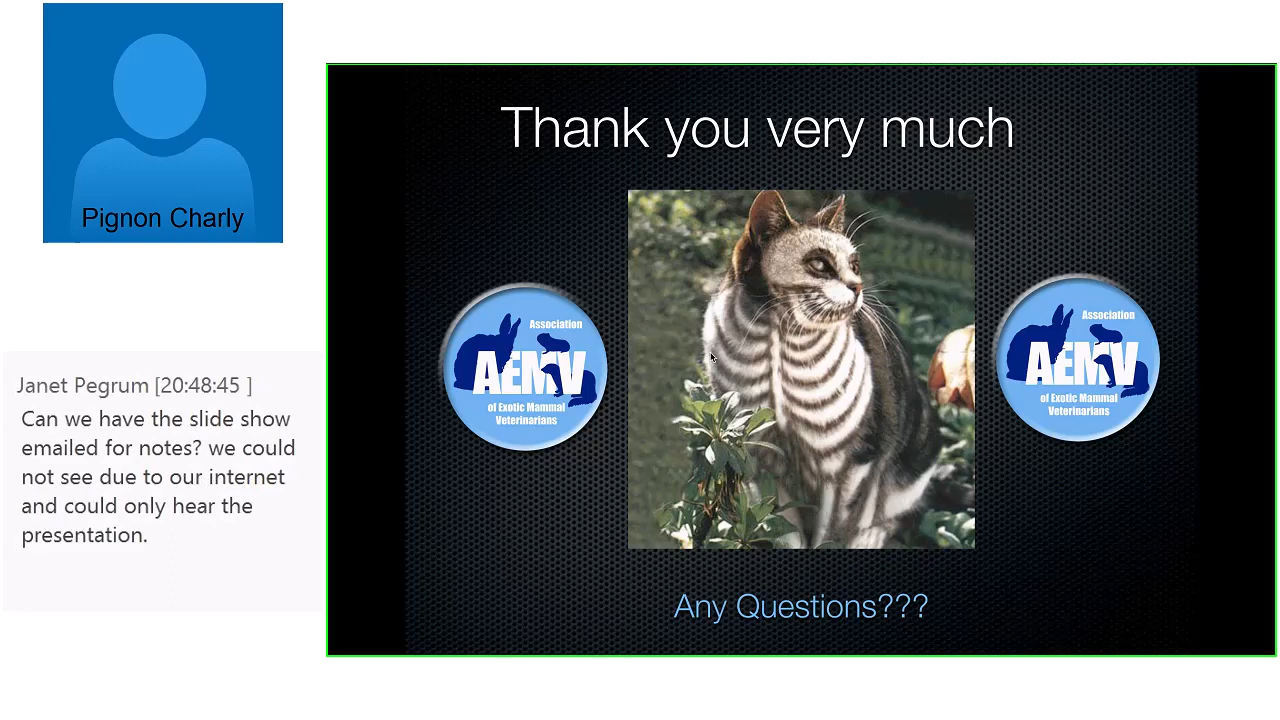 Pignon Charly
Janet Pegrum [20:48:45 ]
Can we have the slide show
emailed for notes? we could
not see due to our internet
and could only hear the
presentation.
Thank you very much
Association
AEMV
of Exotic Mammal
Veterinarians
Association
AEMV
of Exotic Mammal
Veterinarians
Any Questions???